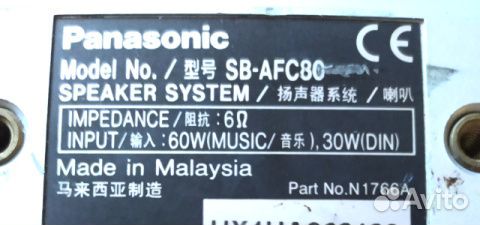 Panasonic CE
Model No. / 型号 SB-AFC80
SPEAKER SYSTEM / 扬声器系统 / 喇叭
IMPEDANCE / 阻抗 : 6Ω
INPUT / 输入 : 60W(MUSIC / 音乐 ), 30W(DIN)
Made in Malaysia
马来西亚制造 Part No.N1766A
Avito